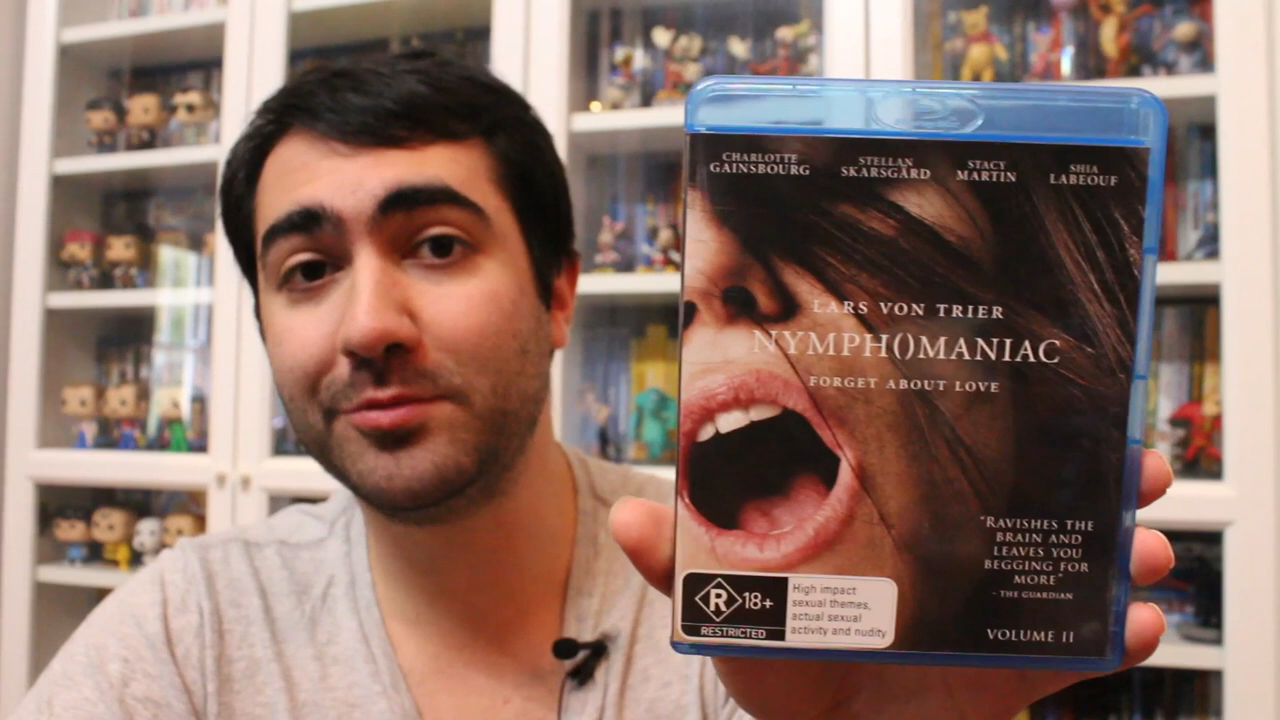 CHARLOTTE
GAINSBOURG
STELLAN
SKARSGÅRD
STACY
MARTIN
SHIA
LABEOUF
LARS VON TRIER
NYMPH()MANIAC
FORGET ABOUT LOVE
"RAVISHES THE
BRAIN AND
LEAVES YOU
BEGGING FOR
MORE"
- THE GUARDIAN
R 18+
RESTRICTED
High impact
sexual themes,
actual sexual
activity and nudity
VOLUME II